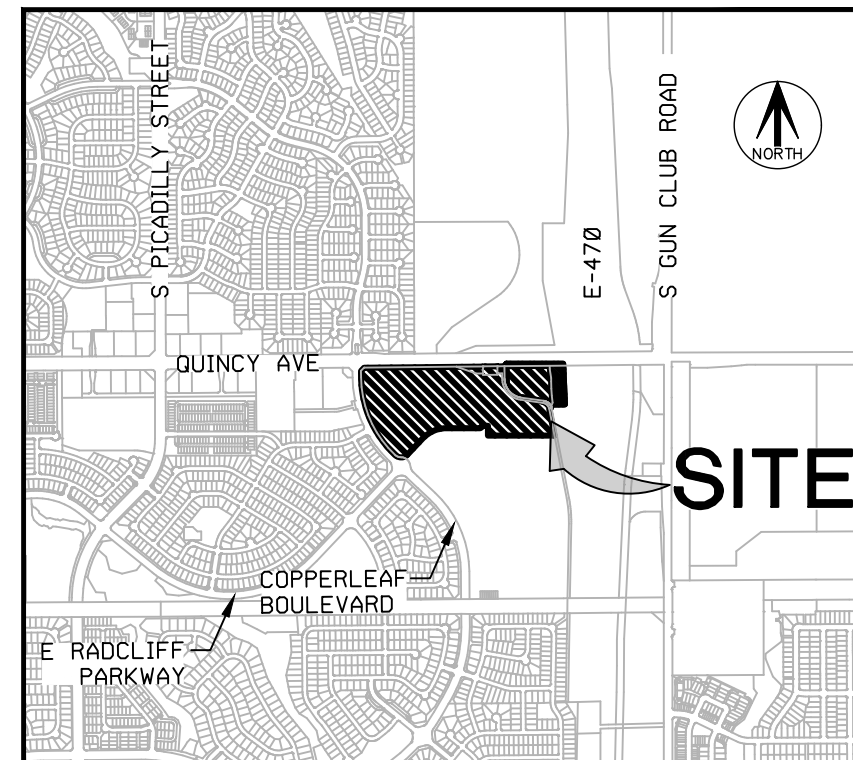 S PICADILLY STREET
S GUN CLUB ROAD
NORTH
E-470
QUINCY AVE
SITE
COPPERLEAF
BOULEVARD
E RADCLIFF
PARKWAY